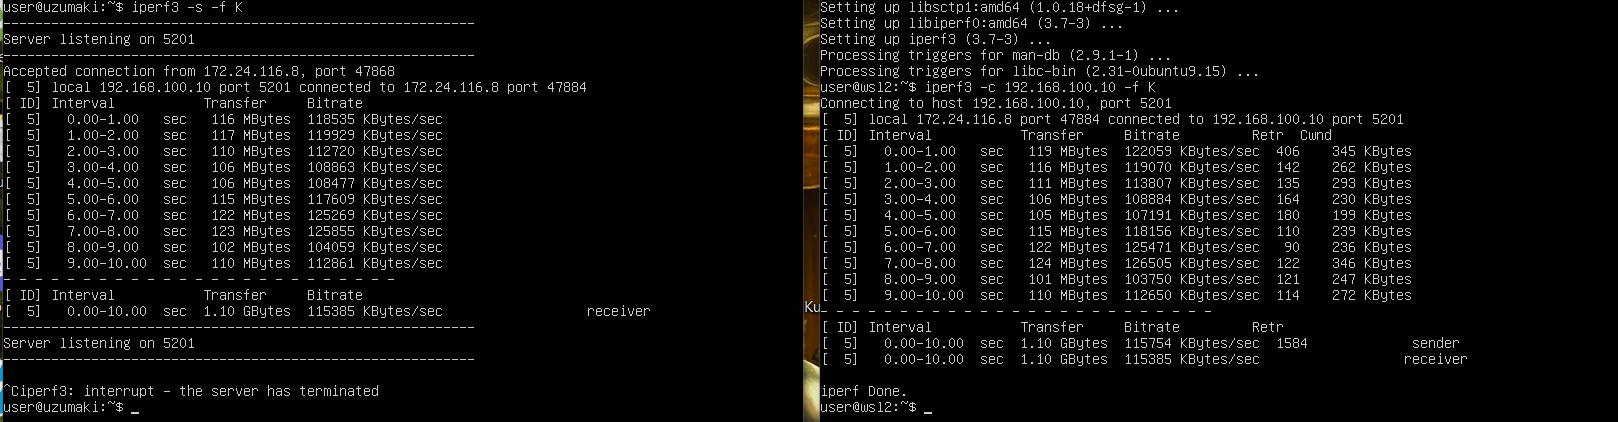 user@uzumaki:~$ iperf3 -s -f K
-----------------------------------------------------------
Server listening on 5201
-----------------------------------------------------------
Accepted connection from 172.24.116.8, port 47868
[  5] local 192.168.100.10 port 5201 connected to 172.24.116.8 port 47884
[ ID] Interval           Transfer     Bitrate
[  5]   0.00-1.00   sec   116 MBytes  118535 KBytes/sec
[  5]   1.00-2.00   sec   117 MBytes  119929 KBytes/sec
[  5]   2.00-3.00   sec   110 MBytes  112720 KBytes/sec
[  5]   3.00-4.00   sec   106 MBytes  108863 KBytes/sec
[  5]   4.00-5.00   sec   106 MBytes  108477 KBytes/sec
[  5]   5.00-6.00   sec   115 MBytes  117609 KBytes/sec
[  5]   6.00-7.00   sec   122 MBytes  125269 KBytes/sec
[  5]   7.00-8.00   sec   123 MBytes  125855 KBytes/sec
[  5]   8.00-9.00   sec   102 MBytes  104059 KBytes/sec
[  5]   9.00-10.00  sec   110 MBytes  112861 KBytes/sec
- - - - - - - - - - - - - - - - - - - - - - - - -
[ ID] Interval           Transfer     Bitrate
[  5]   0.00-10.00  sec  1.10 GBytes  115385 KBytes/sec                  receiver
-----------------------------------------------------------
Server listening on 5201
-----------------------------------------------------------
^Ciperf3: interrupt - the server has terminated
user@uzumaki:~$ _
Ku
Setting up libsctp1:amd64 (1.0.18+dfsg-1) ...
Setting up libiperf0:amd64 (3.7-3) ...
Setting up iperf3 (3.7-3) ...
Processing triggers for man-db (2.9.1-1) ...
Processing triggers for libc-bin (2.31-0ubuntu9.15) ...
user@wsl2:~$ iperf3 -c 192.168.100.10 -f K
Connecting to host 192.168.100.10, port 5201
[  5] local 172.24.116.8 port 47884 connected to 192.168.100.10 port 5201
[ ID] Interval           Transfer     Bitrate         Retr  Cwnd
[  5]   0.00-1.00   sec   119 MBytes  122059 KBytes/sec  406    345 KBytes
[  5]   1.00-2.00   sec   116 MBytes  119070 KBytes/sec  142    262 KBytes
[  5]   2.00-3.00   sec   111 MBytes  113807 KBytes/sec  135    293 KBytes
[  5]   3.00-4.00   sec   106 MBytes  108884 KBytes/sec  164    230 KBytes
[  5]   4.00-5.00   sec   105 MBytes  107191 KBytes/sec  180    199 KBytes
[  5]   5.00-6.00   sec   115 MBytes  118156 KBytes/sec  110    239 KBytes
[  5]   6.00-7.00   sec   122 MBytes  125471 KBytes/sec   90    236 KBytes
[  5]   7.00-8.00   sec   124 MBytes  126505 KBytes/sec  122    346 KBytes
[  5]   8.00-9.00   sec   101 MBytes  103750 KBytes/sec  121    247 KBytes
[  5]   9.00-10.00  sec   110 MBytes  112650 KBytes/sec  114    272 KBytes
- - - - - - - - - - - - - - - - - - - - - - - - -
[ ID] Interval           Transfer     Bitrate         Retr
[  5]   0.00-10.00  sec  1.10 GBytes  115754 KBytes/sec  1584             sender
[  5]   0.00-10.00  sec  1.10 GBytes  115385 KBytes/sec                  receiver
iperf Done.
user@wsl2:~$ _